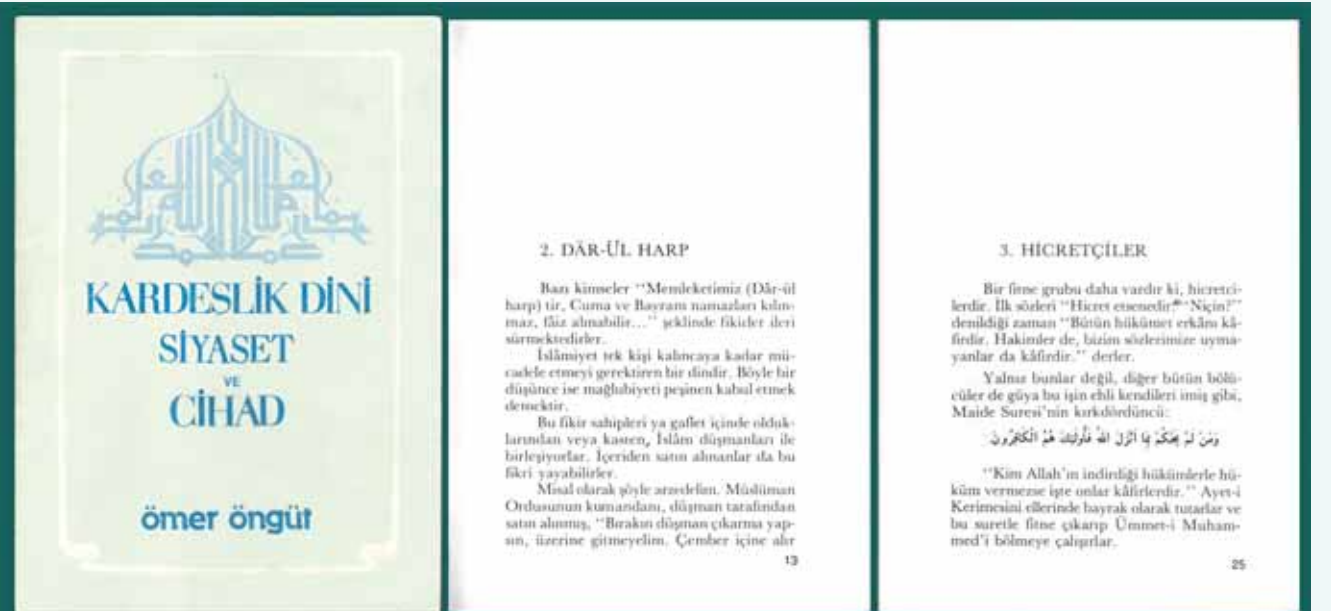 KARDESLİK DİNİ
SİYASET
VE
CİHAD
ömer öngüt
2. DÂR-ÜL HARP
Bazı kimseler "Memleketimiz (Dâr-ül
harp) tir, Cuma ve Bayram namazları kılın-
maz, fâiz alınabilir..." şeklinde fikirler ileri
sürmektedirler.
İslâmiyet tek kişi kalıncaya kadar mü-
cadele etmeyi gerektiren bir dindir. Böyle bir
düşünce ise mağlubiyeti peşinen kabul etmek
demektir.
Bu fikir sahipleri ya gaflet içinde olduk-
larından veya kasten, İslâm düşmanları ile
birleşiyorlar. İçeriden satın alınanlar da bu
fikri yayabilirler.
Misal olarak şöyle arzedelim. Müslüman
Ordusunun kumandanı, düşman tarafından
satın alınmış, "Bırakın düşman çıkarma yap-
sın, üzerine gitmeyelim. Çember içine alır
13
3. HİCRETÇİLER
Bir fitne grubu daha vardır ki, hicretci-
lerdir. İlk sözleri "Hicret etsenedir." "Niçin?"
denildiği zaman "Bütün hükümet erkânı kâ-
firdir. Hakimler de, bizim sözlerimize uyma-
yanlar da kâfirdir." derler.
Yalnız bunlar değil, diğer bütün bölü-
cüler de güya bu işin ehli kendileri imiş gibi,
Maide Suresi'nin kırkdördüncü:
وَمَنْ لَمْ يَحْكُمْ بِمَا أَنْزَلَ اللهُ فَأُولَئِكَ هُمُ الْكَافِرُونَ
"Kim Allah'ın indirdiği hükümlerle hü-
küm vermezse işte onlar kâfirlerdir." Ayet-i
Kerimesini ellerinde bayrak olarak tutarlar ve
bu suretle fitne çıkarıp Ümmet-i Muham-
med'i bölmeye çalışırlar.
25